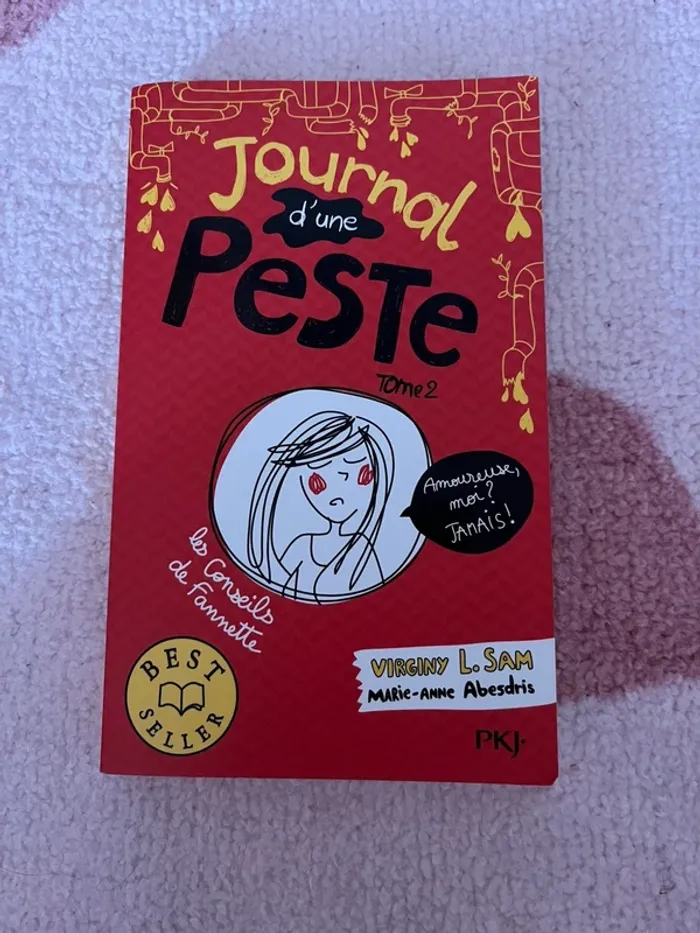 Journal
d'une
PESTE
TOME 2
Amoureuse,
moi?
JAMAIS!
les Conseils
de Fannette
BEST
SELLER
VIRGINY L. SAM
MARIE-ANNE Abesdris
PKJ·